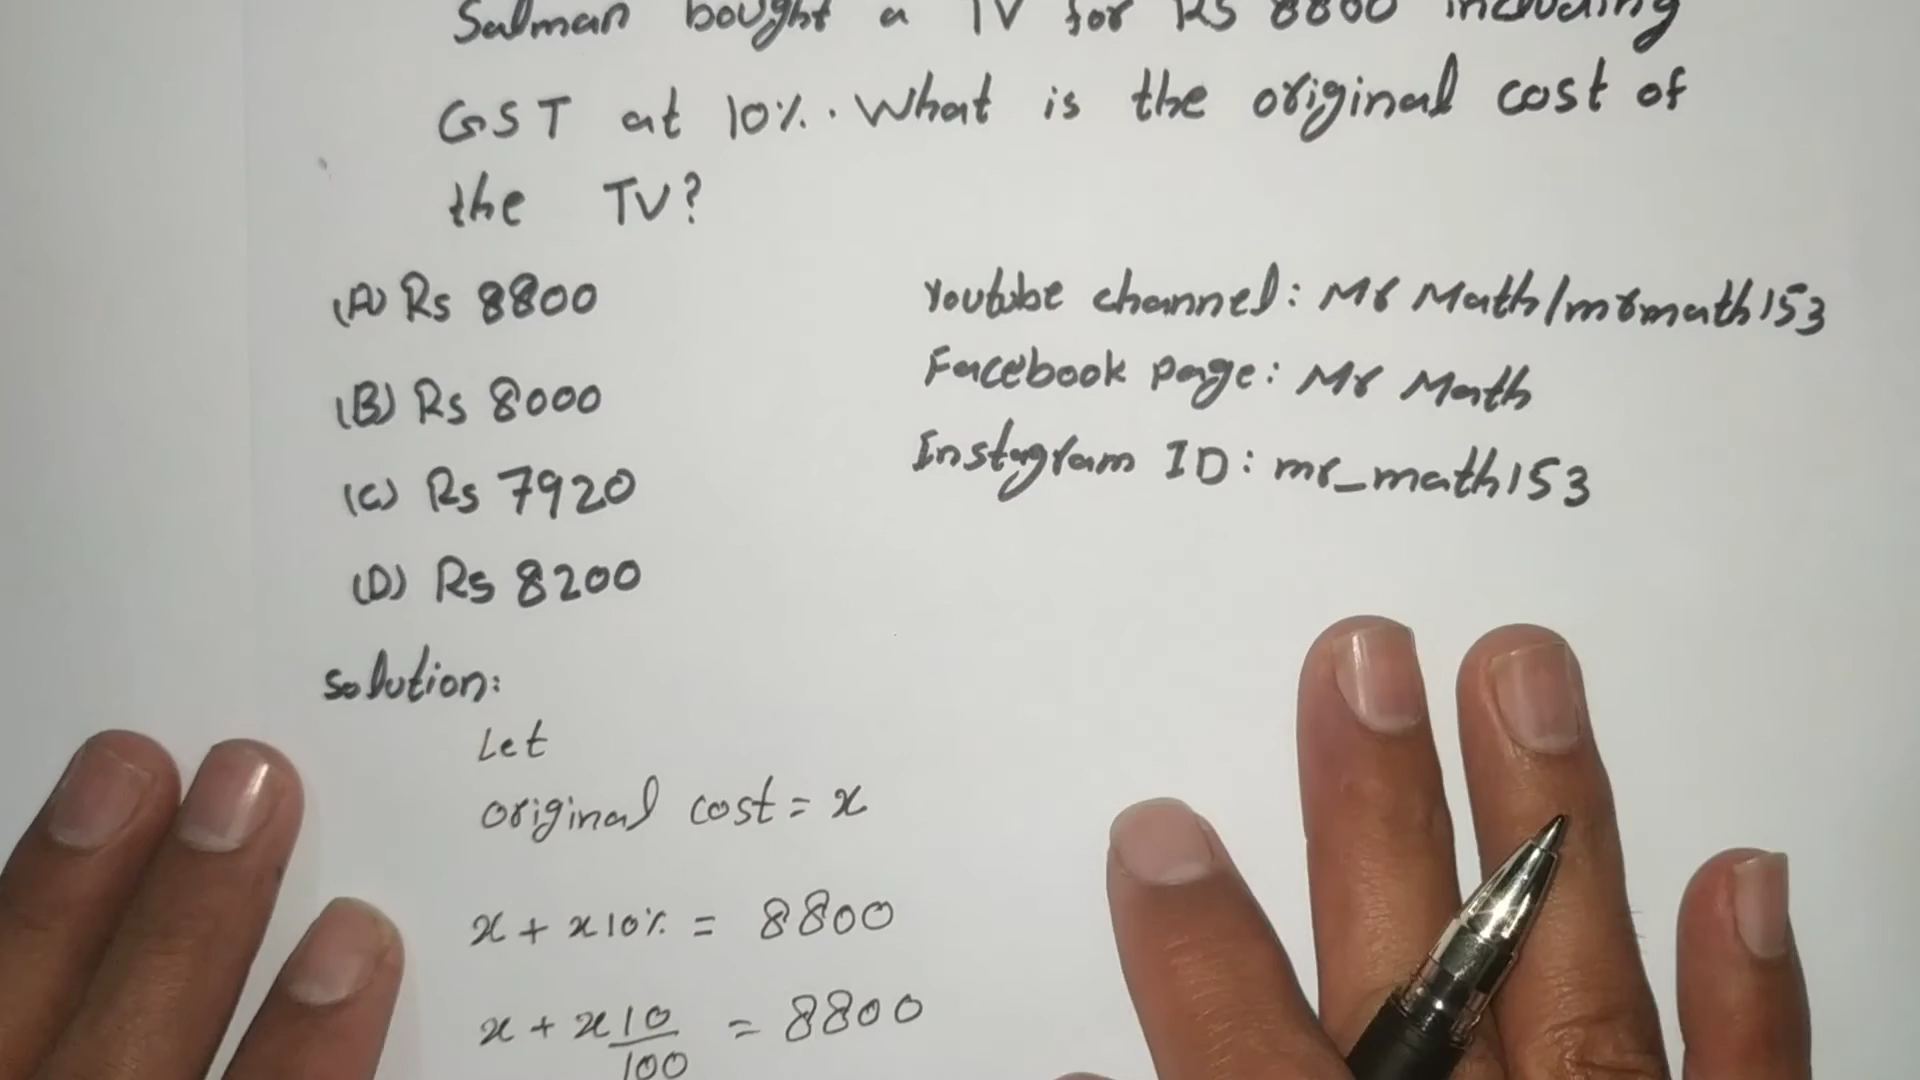 Salman bought a TV for Rs 8800 including
GST at 10%. What is the original cost of
the TV?
(A) Rs 8800
(B) Rs 8000
(C) Rs 7920
(D) Rs 8200
Youtube channel: Mr Math/mrmath153
Facebook page: Mr Math
Instagram ID: mr_math153
Solution:
Let
original cost = x
x + x10% = 8800
x + x 10/100 = 8800